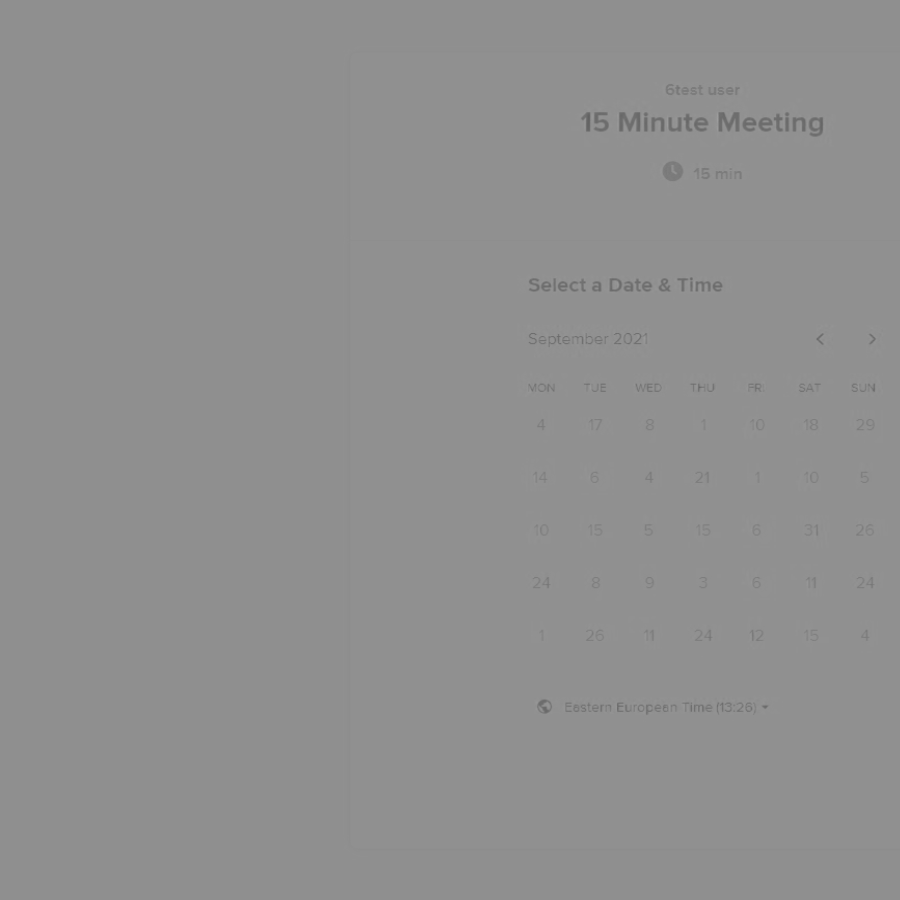 6test user
15 Minute Meeting
15 min
Select a Date & Time
September 2021
MON TUE WED THU FRI SAT SUN
4 17 8 1 10 18 29
14 6 4 21 1 10 5
10 15 5 15 6 31 26
24 8 9 3 6 11 24
1 26 11 24 12 15 4
Eastern European Time (13:26)